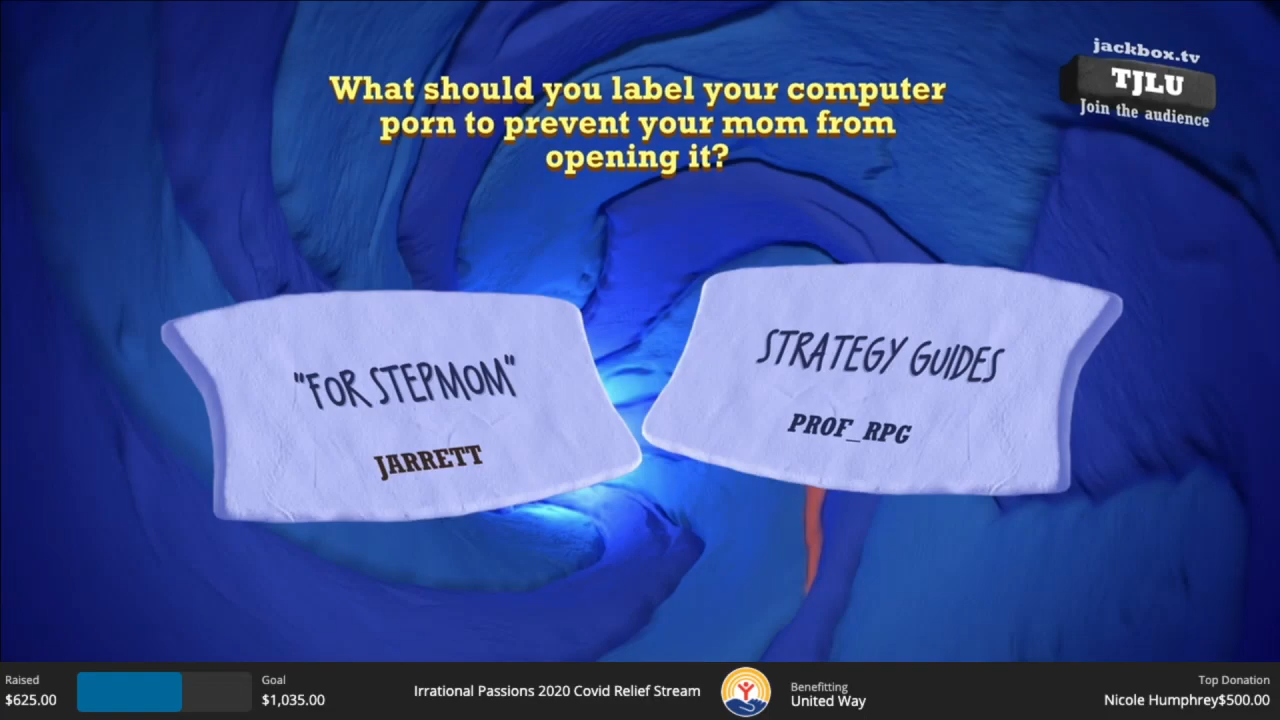 jackbox.tv
TJLU
Join the audience
What should you label your computer
porn to prevent your mom from
opening it?
"FOR STEPMOM"
JARRETT
STRATEGY GUIDES
PROF_RPG
Raised
$625.00
Goal
$1,035.00
Irrational Passions 2020 Covid Relief Stream
Benefitting
United Way
Top Donation
Nicole Humphrey$500.00